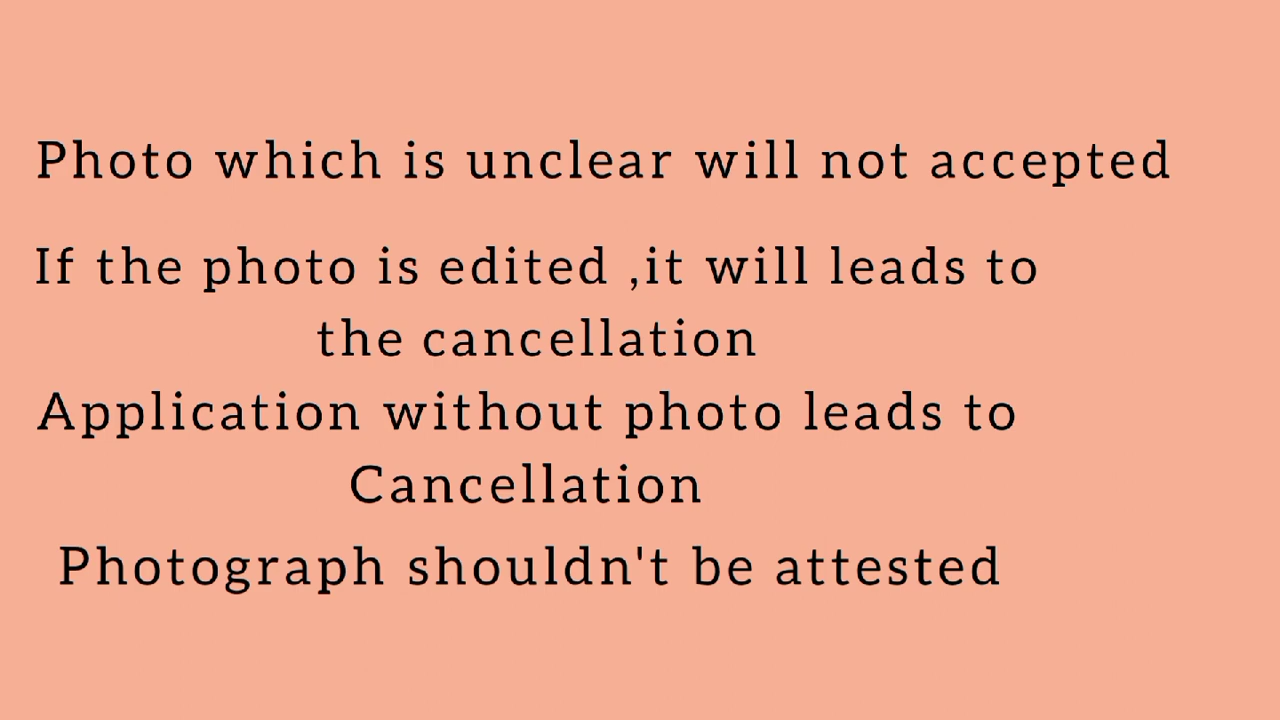 Photo which is unclear will not accepted
If the photo is edited ,it will leads to
the cancellation
Application without photo leads to
Cancellation
Photograph shouldn't be attested